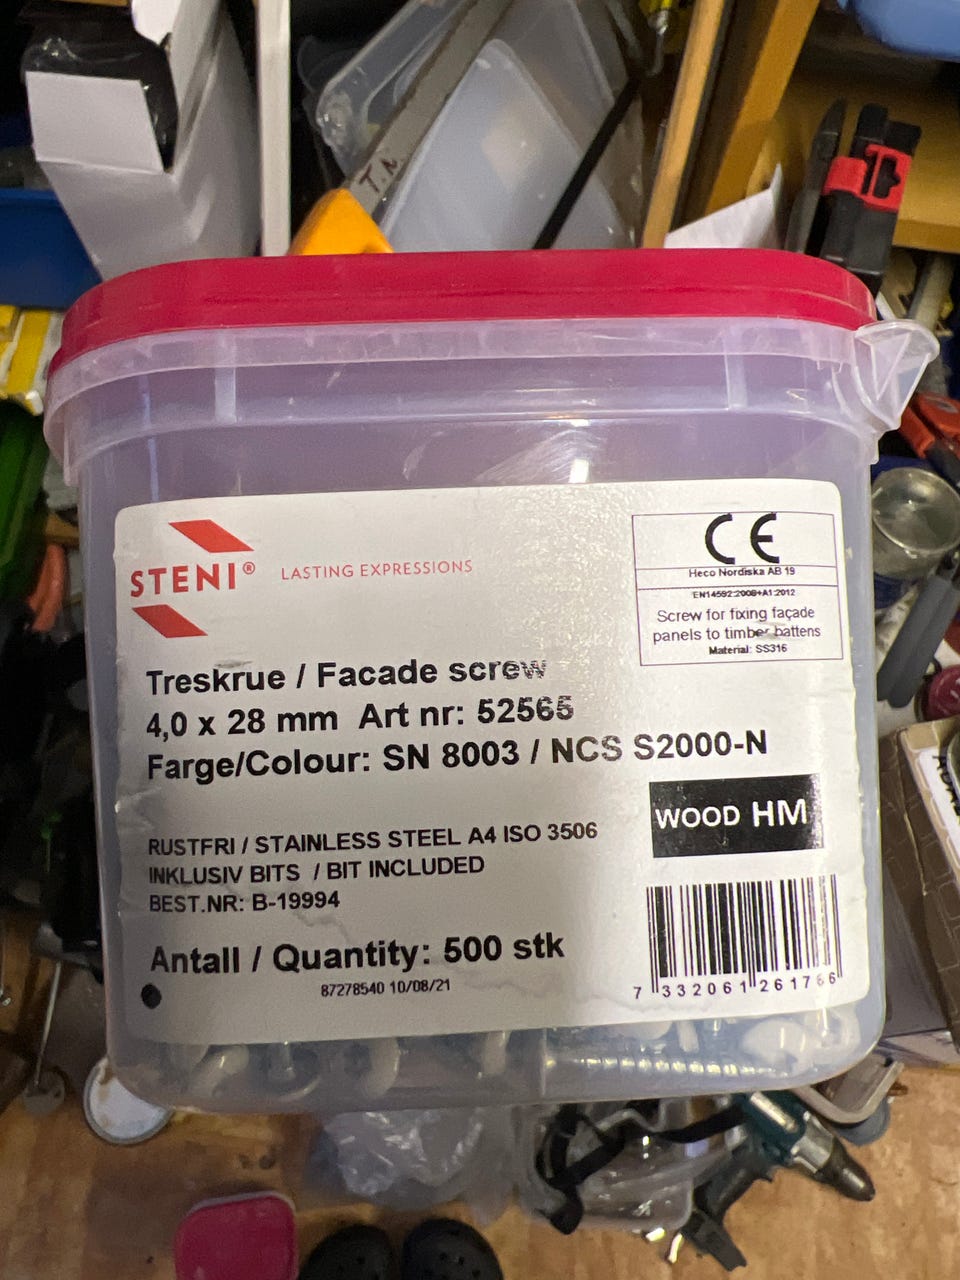 T.N
STENI®
LASTING EXPRESSIONS
CE
Heco Nordiska AB 19
EN14592:2008+A1:2012
Screw for fixing façade
panels to timber battens
Material: SS316
Treskrue / Facade screw
4,0 x 28 mm Art nr: 52565
Farge/Colour: SN 8003 / NCS S2000-N
WOOD HM
RUSTFRI / STAINLESS STEEL A4 ISO 3506
INKLUSIV BITS / BIT INCLUDED
BEST.NR: B-19994
Antall / Quantity: 500 stk
87278540 10/08/21
7 332061 261766